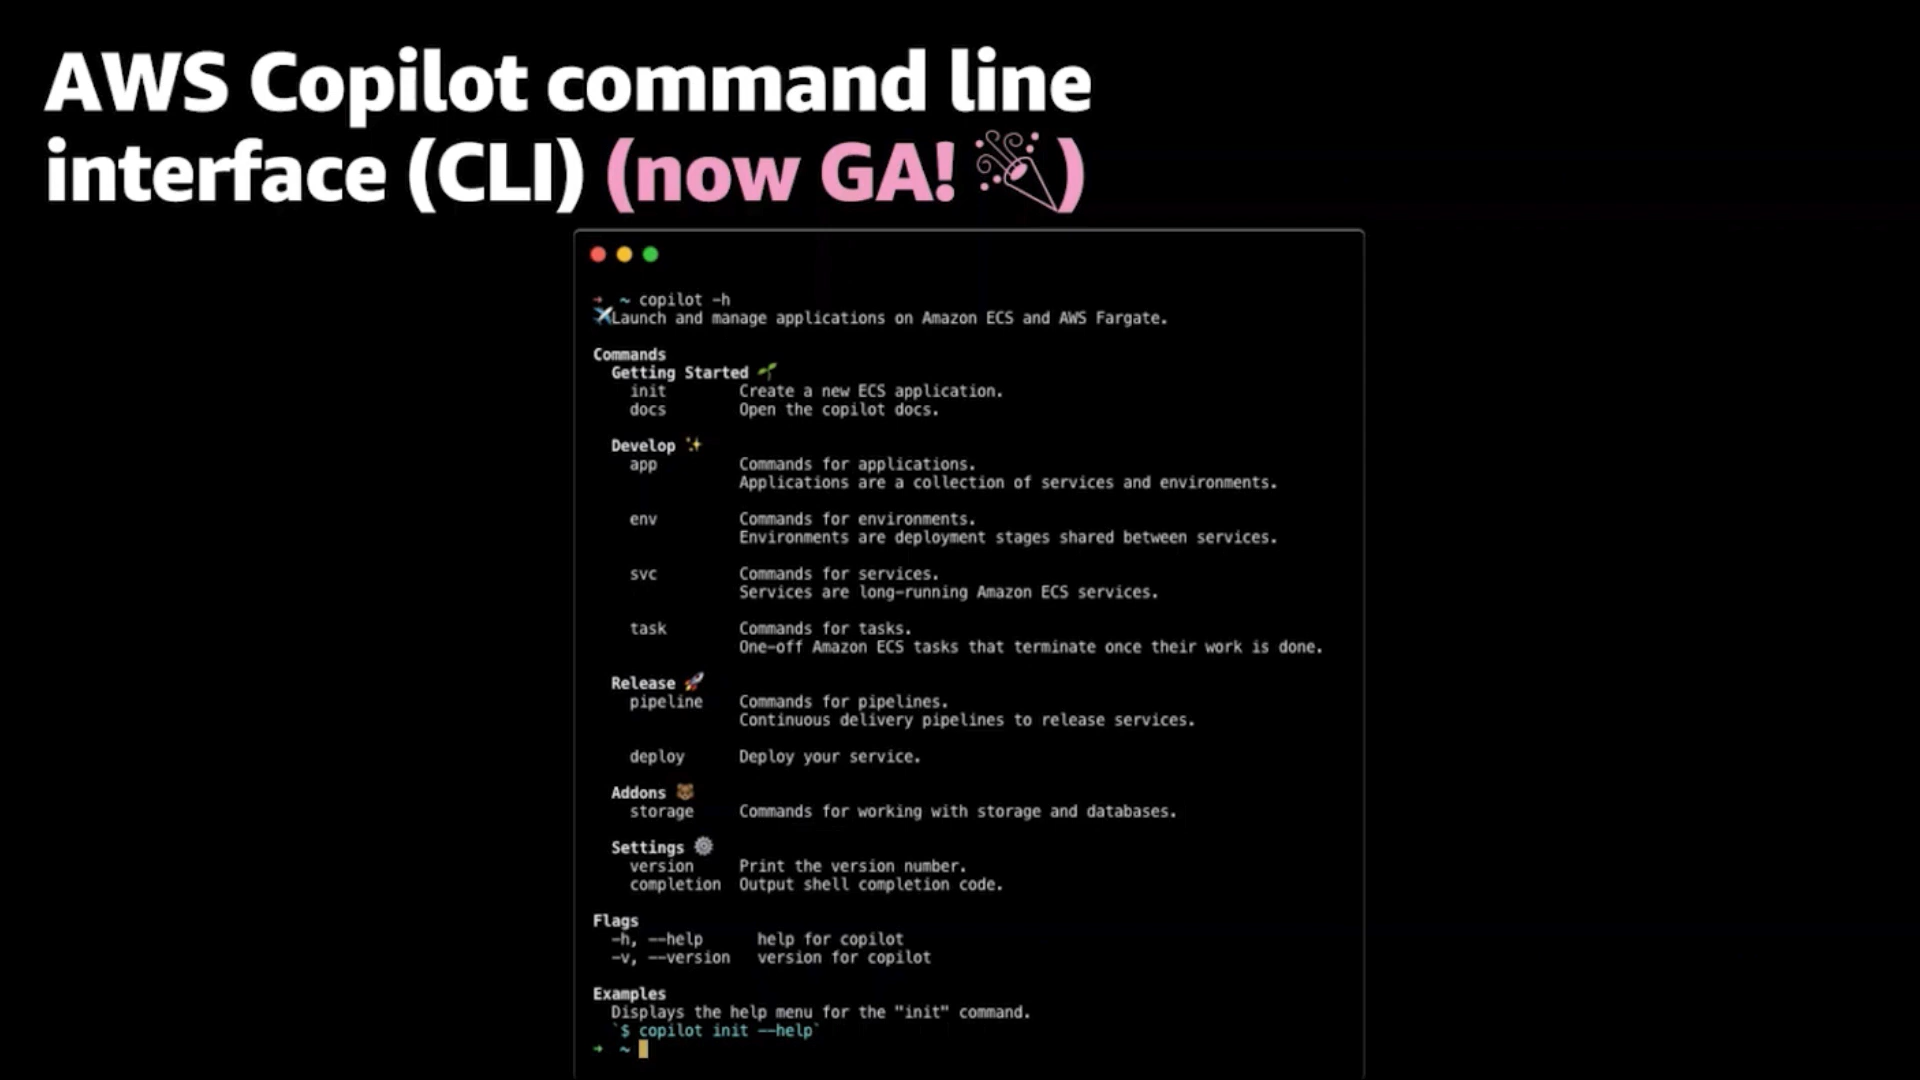 AWS Copilot command line
interface (CLI) (now GA! 🎉)
➜ ~ copilot -h
✈️Launch and manage applications on Amazon ECS and AWS Fargate.
Commands
Getting Started 🌱
init Create a new ECS application.
docs Open the copilot docs.
Develop ✨
app Commands for applications.
Applications are a collection of services and environments.
env Commands for environments.
Environments are deployment stages shared between services.
svc Commands for services.
Services are long-running Amazon ECS services.
task Commands for tasks.
One-off Amazon ECS tasks that terminate once their work is done.
Release 🚀
pipeline Commands for pipelines.
Continuous delivery pipelines to release services.
deploy Deploy your service.
Addons 🐻
storage Commands for working with storage and databases.
Settings ⚙️
version Print the version number.
completion Output shell completion code.
Flags
-h, --help help for copilot
-v, --version version for copilot
Examples
Displays the help menu for the "init" command.
`$ copilot init --help`
➜ ~